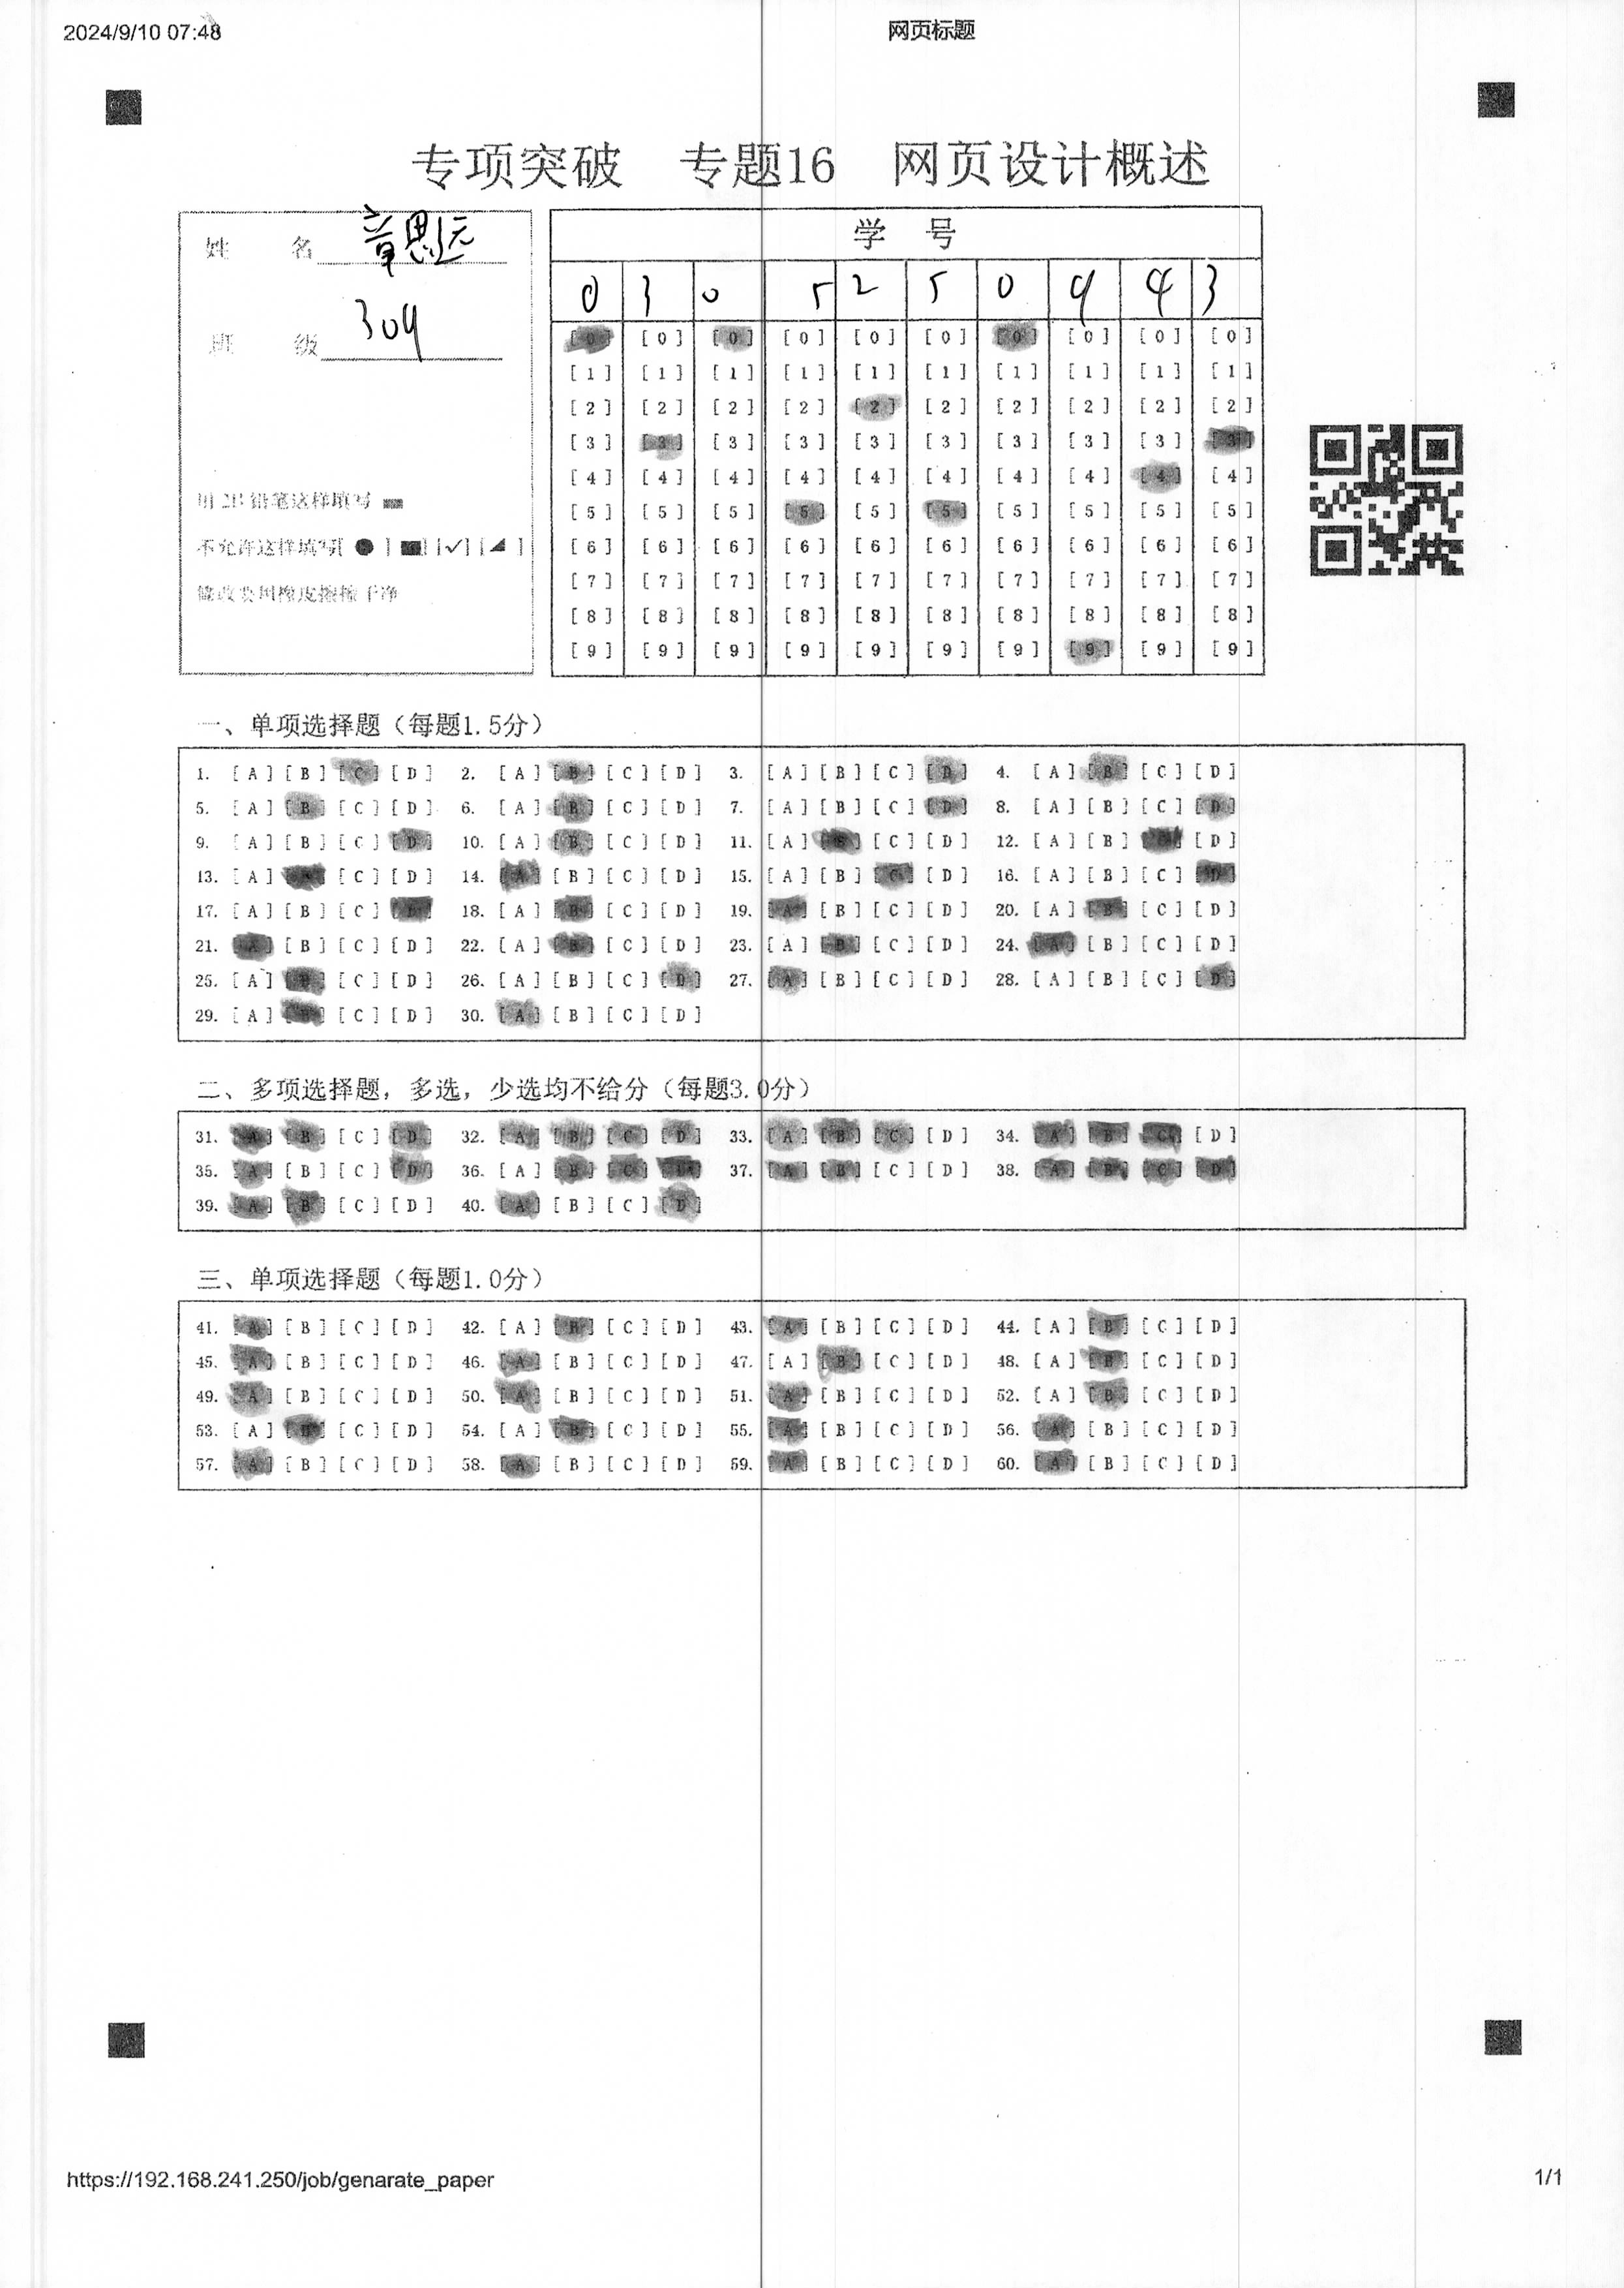 2024/9/10 07:48 网页标题
专项突破 专题16 网页设计概述
姓 名 章思远
班 级 309
用 2B 铅笔这样填写
不允许这样填写[ ● ] [■] [✓] [◢ ]
修改要用橡皮擦擦干净
学 号
0 3 0 5 2 5 0 9 4 3
[0] [0] [0] [0] [0] [0] [0] [0] [0] [0]
[1] [1] [1] [1] [1] [1] [1] [1] [1] [1]
[2] [2] [2] [2] [2] [2] [2] [2] [2] [2]
[3] [3] [3] [3] [3] [3] [3] [3] [3] [3]
[4] [4] [4] [4] [4] [4] [4] [4] [4] [4]
[5] [5] [5] [5] [5] [5] [5] [5] [5] [5]
[6] [6] [6] [6] [6] [6] [6] [6] [6] [6]
[7] [7] [7] [7] [7] [7] [7] [7] [7] [7]
[8] [8] [8] [8] [8] [8] [8] [8] [8] [8]
[9] [9] [9] [9] [9] [9] [9] [9] [9] [9]
一、单项选择题（每题1.5分）
1. [A] [B] [C] [D] 2. [A] [B] [C] [D] 3. [A] [B] [C] [D] 4. [A] [B] [C] [D]
5. [A] [B] [C] [D] 6. [A] [B] [C] [D] 7. [A] [B] [C] [D] 8. [A] [B] [C] [D]
9. [A] [B] [C] [D] 10. [A] [B] [C] [D] 11. [A] [B] [C] [D] 12. [A] [B] [C] [D]
13. [A] [B] [C] [D] 14. [A] [B] [C] [D] 15. [A] [B] [C] [D] 16. [A] [B] [C] [D]
17. [A] [B] [C] [D] 18. [A] [B] [C] [D] 19. [A] [B] [C] [D] 20. [A] [B] [C] [D]
21. [A] [B] [C] [D] 22. [A] [B] [C] [D] 23. [A] [B] [C] [D] 24. [A] [B] [C] [D]
25. [A] [B] [C] [D] 26. [A] [B] [C] [D] 27. [A] [B] [C] [D] 28. [A] [B] [C] [D]
29. [A] [B] [C] [D] 30. [A] [B] [C] [D]
二、多项选择题，多选，少选均不给分（每题3.0分）
31. [A] [B] [C] [D] 32. [A] [B] [C] [D] 33. [A] [B] [C] [D] 34. [A] [B] [C] [D]
35. [A] [B] [C] [D] 36. [A] [B] [C] [D] 37. [A] [B] [C] [D] 38. [A] [B] [C] [D]
39. [A] [B] [C] [D] 40. [A] [B] [C] [D]
三、单项选择题（每题1.0分）
41. [A] [B] [C] [D] 42. [A] [B] [C] [D] 43. [A] [B] [C] [D] 44. [A] [B] [C] [D]
45. [A] [B] [C] [D] 46. [A] [B] [C] [D] 47. [A] [B] [C] [D] 48. [A] [B] [C] [D]
49. [A] [B] [C] [D] 50. [A] [B] [C] [D] 51. [A] [B] [C] [D] 52. [A] [B] [C] [D]
53. [A] [B] [C] [D] 54. [A] [B] [C] [D] 55. [A] [B] [C] [D] 56. [A] [B] [C] [D]
57. [A] [B] [C] [D] 58. [A] [B] [C] [D] 59. [A] [B] [C] [D] 60. [A] [B] [C] [D]
https://192.168.241.250/job/genarate_paper 1/1